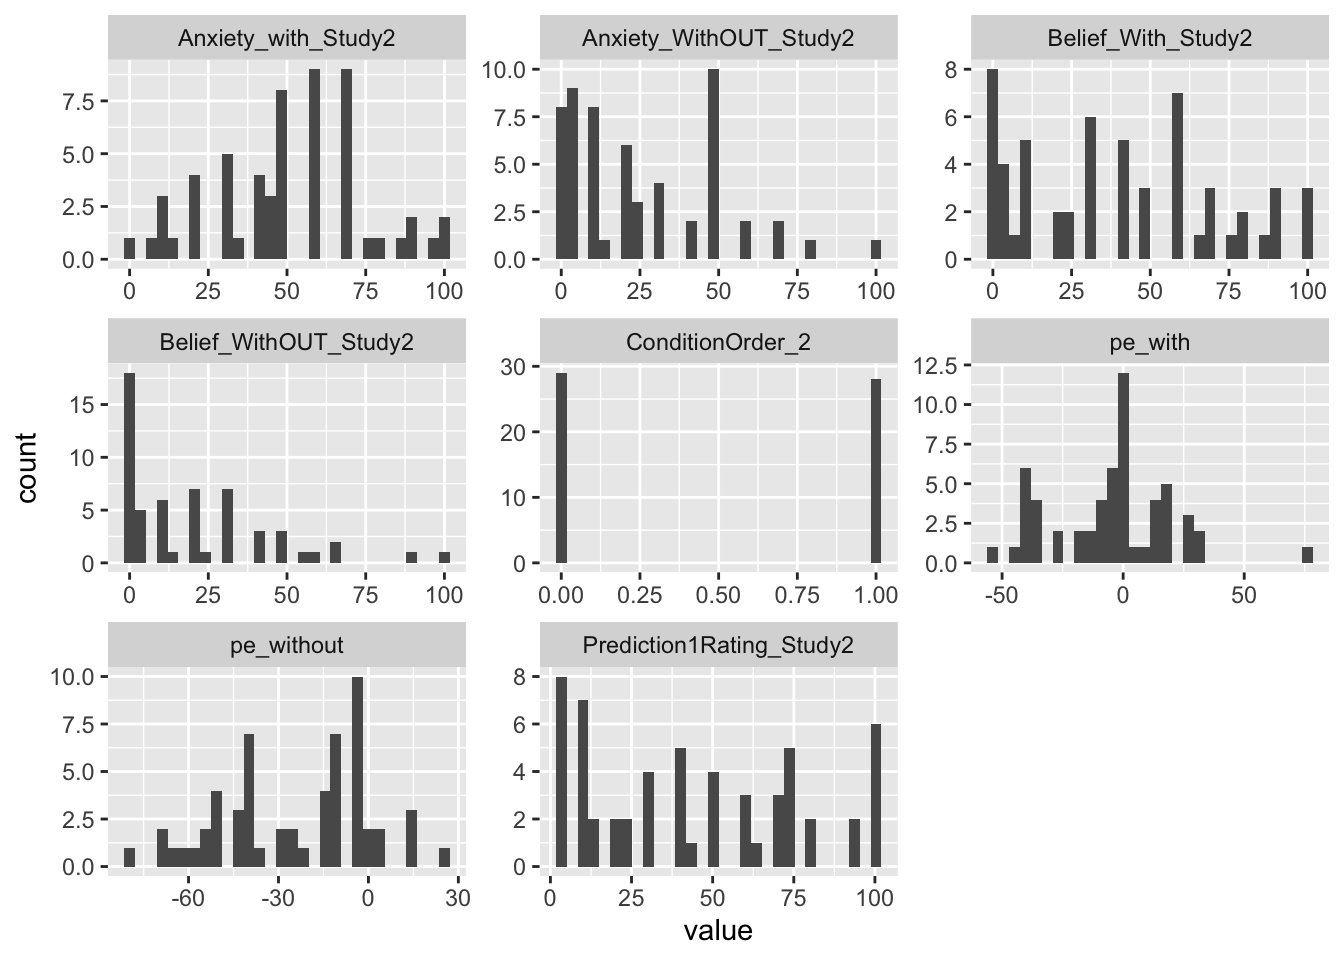 Anxiety_with_Study2 Anxiety_WithOUT_Study2 Belief_With_Study2
7.5
5.0
2.5
0.0
0 25 50 75 100
10.0
7.5
5.0
2.5
0.0
0 25 50 75 100
8
6
4
2
0
0 25 50 75 100
Belief_WithOUT_Study2 ConditionOrder_2 pe_with
15
10
5
0
0 25 50 75 100
30
20
10
0
0.00 0.25 0.50 0.75 1.00
12.5
10.0
7.5
5.0
2.5
0.0
-50 0 50
pe_without Prediction1Rating_Study2
10.0
7.5
5.0
2.5
0.0
-60 -30 0 30
8
6
4
2
0
0 25 50 75 100
count
value